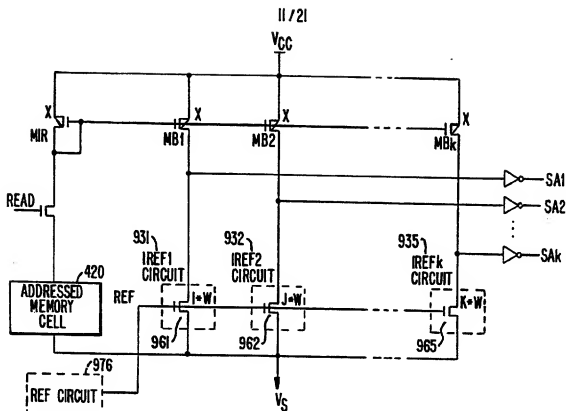 11/21
VCC
X X X X
MIR MB1 MB2 MBk
READ
SA1
SA2
SAk
931 932 935
IREF1 CIRCUIT
IREF2 CIRCUIT
IREFk CIRCUIT
420
ADDRESSED MEMORY CELL
REF
I*W J*W K*W
961 962 965
976
REF CIRCUIT
VS